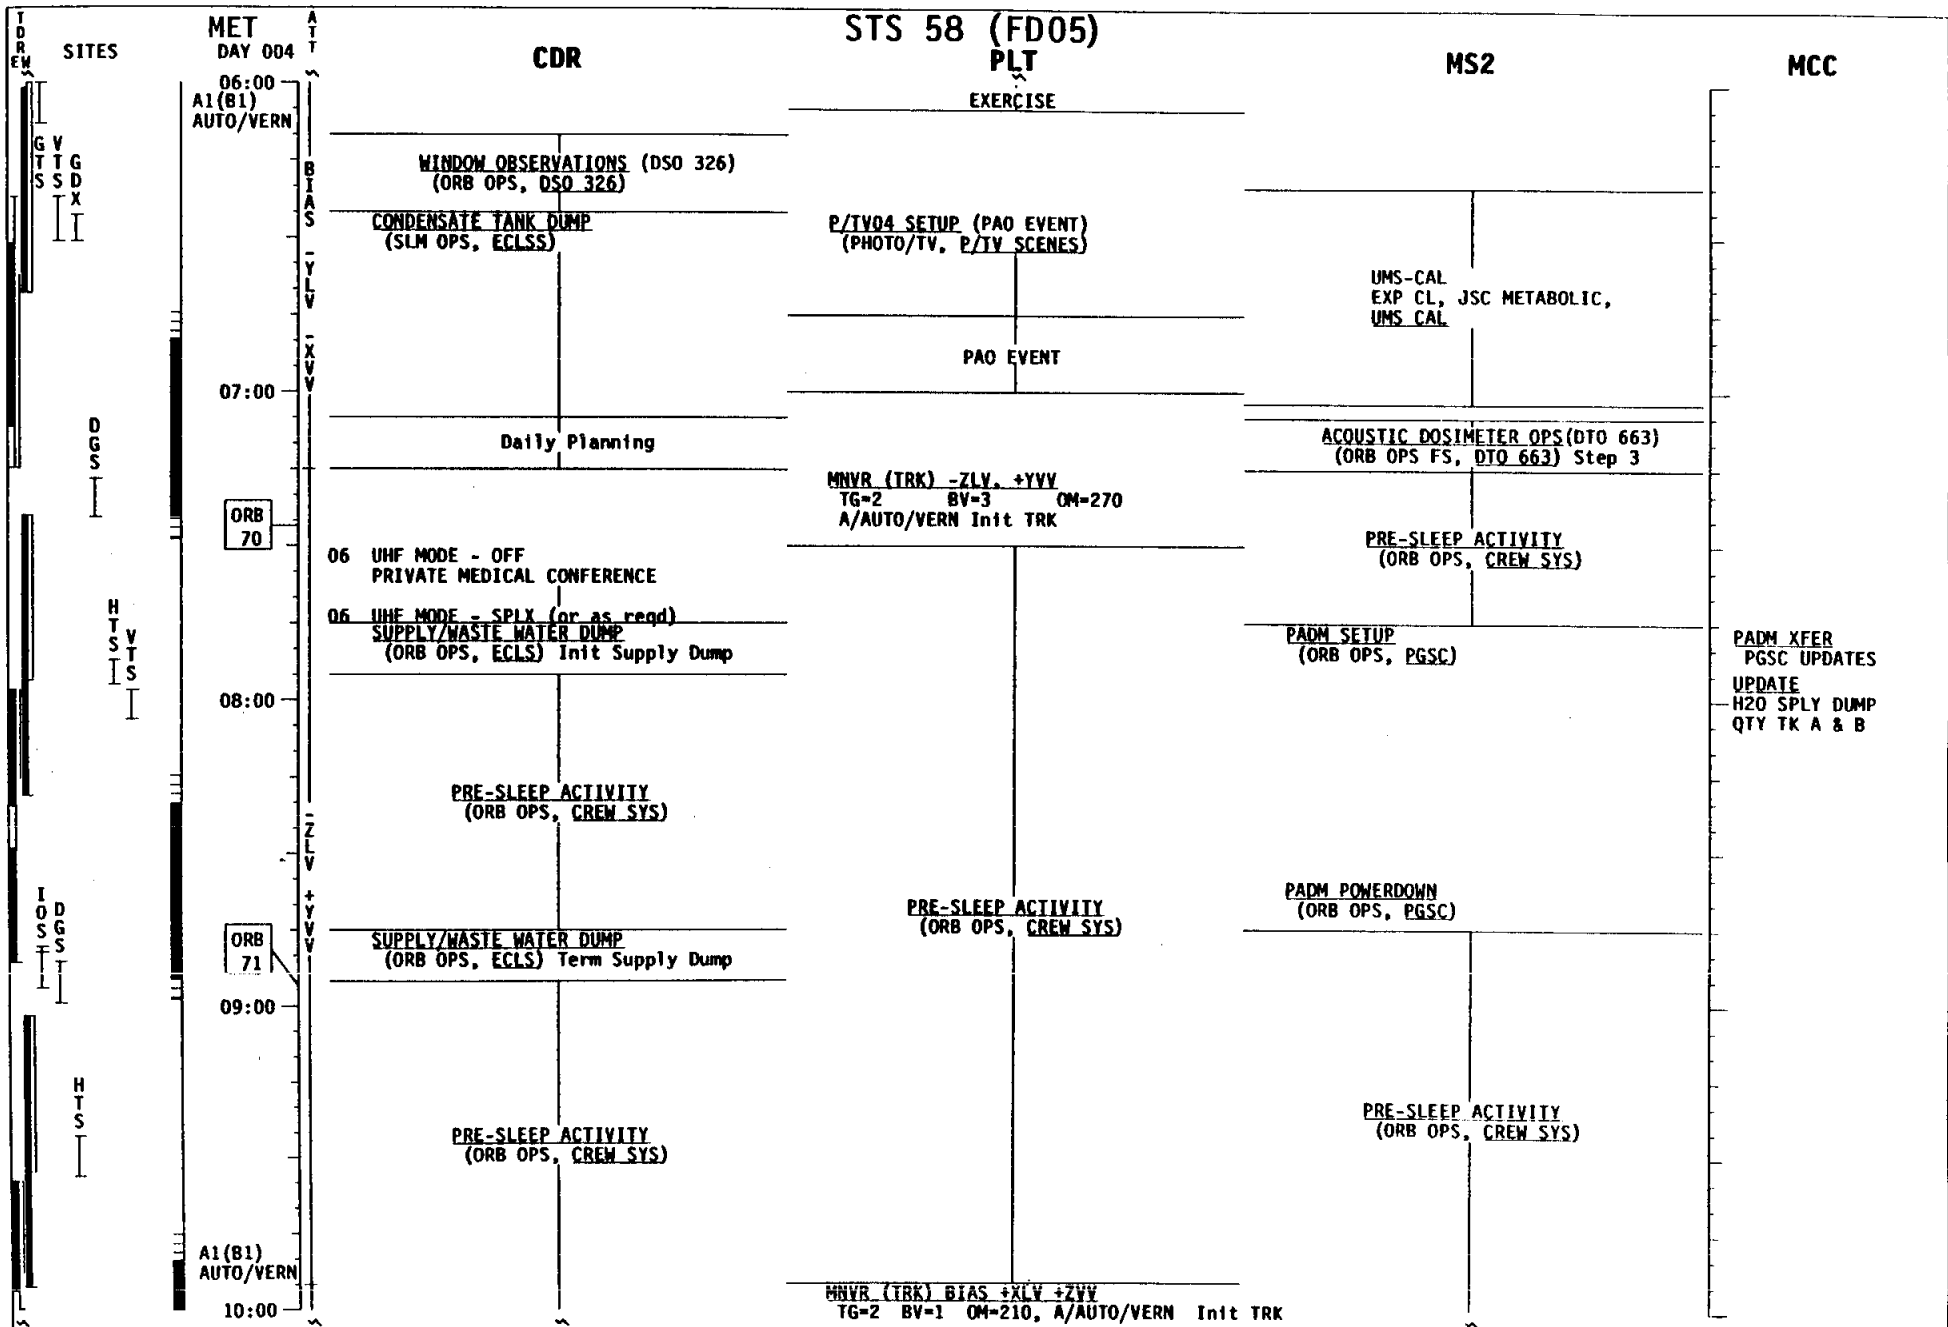 STS 58 (FD05)
TDRE W
SITES
MET
DAY 004
ATT
CDR
PLT
MS2
MCC
06:00
A1(B1)
AUTO/VERN
GTS
VTS
GDX
BIAS -YLV -XVV
EXERCISE
WINDOW OBSERVATIONS (DSO 326)
(ORB OPS, DSO 326)
CONDENSATE TANK DUMP
(SLM OPS, ECLSS)
P/TV04 SETUP (PAO EVENT)
(PHOTO/TV, P/TV SCENES)
UMS-CAL
EXP CL, JSC METABOLIC,
UMS CAL
PAO EVENT
07:00
DGS
Daily Planning
ACOUSTIC DOSIMETER OPS(DTO 663)
(ORB OPS FS, DTO 663) Step 3
MNVR (TRK) -ZLV, +YVV
TG=2 BV=3 OM=270
A/AUTO/VERN Init TRK
ORB
70
06 UHF MODE - OFF
PRIVATE MEDICAL CONFERENCE
PRE-SLEEP ACTIVITY
(ORB OPS, CREW SYS)
HTS
VTS
06 UHF MODE - SPLX (or as reqd)
SUPPLY/WASTE WATER DUMP
(ORB OPS, ECLS) Init Supply Dump
PADM SETUP
(ORB OPS, PGSC)
PADM XFER
PGSC UPDATES
UPDATE
H2O SPLY DUMP
QTY TK A & B
08:00
PRE-SLEEP ACTIVITY
(ORB OPS, CREW SYS)
-ZLV +YVV
IOS
DGS
PRE-SLEEP ACTIVITY
(ORB OPS, CREW SYS)
PADM POWERDOWN
(ORB OPS, PGSC)
ORB
71
SUPPLY/WASTE WATER DUMP
(ORB OPS, ECLS) Term Supply Dump
09:00
HTS
PRE-SLEEP ACTIVITY
(ORB OPS, CREW SYS)
PRE-SLEEP ACTIVITY
(ORB OPS, CREW SYS)
A1(B1)
AUTO/VERN
10:00
MNVR (TRK) BIAS +XLV +ZVV
TG=2 BV=1 OM=210, A/AUTO/VERN Init TRK